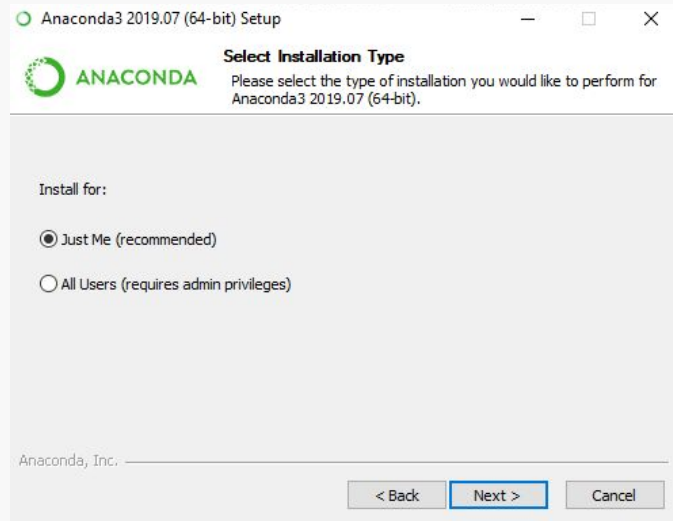 Anaconda3 2019.07 (64-bit) Setup
ANACONDA
Select Installation Type
Please select the type of installation you would like to perform for
Anaconda3 2019.07 (64-bit).
Install for:
Just Me (recommended)
All Users (requires admin privileges)
Anaconda, Inc.
< Back
Next >
Cancel